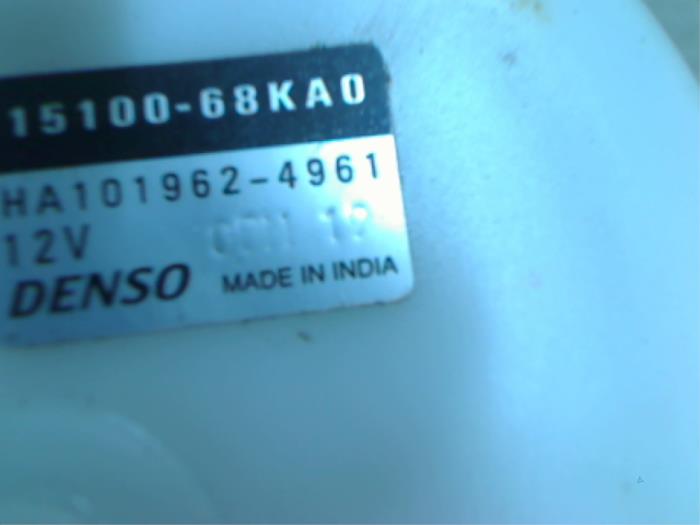 15100-68KA0
HA101962-4961
12V
DENSO MADE IN INDIA